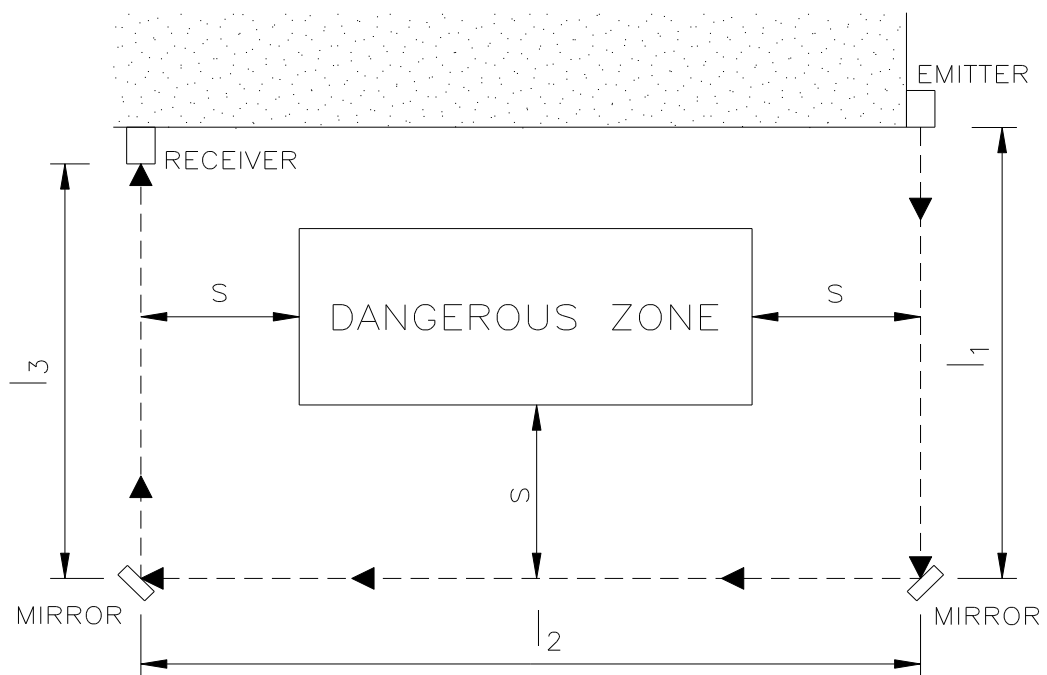 EMITTER
RECEIVER
S
DANGEROUS ZONE
S
l3
l1
S
MIRROR
MIRROR
l2